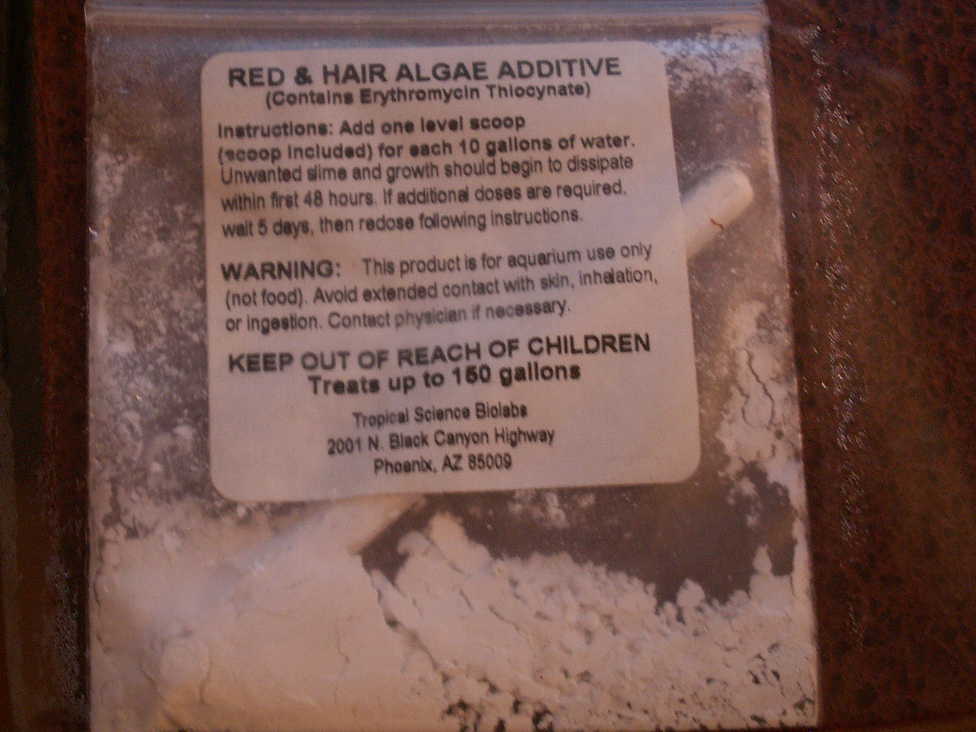 RED & HAIR ALGAE ADDITIVE
(Contains Erythromycin Thiocynate)
Instructions: Add one level scoop
(scoop included) for each 10 gallons of water.
Unwanted slime and growth should begin to dissipate
within first 48 hours. If additional doses are required.
wait 5 days, then redose following instructions.
WARNING: This product is for aquarium use only
(not food). Avoid extended contact with skin, inhalation,
or ingestion. Contact physician if necessary.
KEEP OUT OF REACH OF CHILDREN
Treats up to 150 gallons
Tropical Science Biolabs
2001 N. Black Canyon Highway
Phoenix, AZ 85009